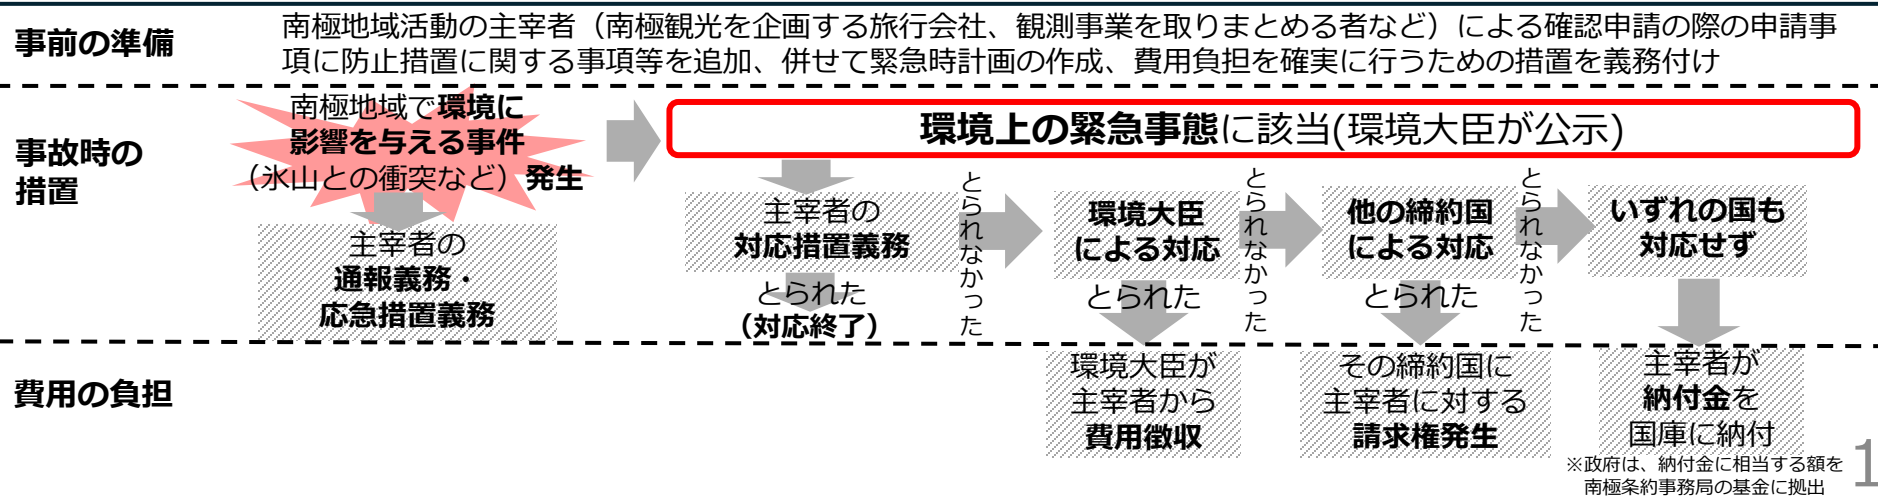 事前の準備
南極地域活動の主宰者（南極観光を企画する旅行会社、観測事業を取りまとめる者など）による確認申請の際の申請事
項に防止措置に関する事項等を追加、併せて緊急時計画の作成、費用負担を確実に行うための措置を義務付け
事故時の
措置
南極地域で環境に
影響を与える事件
（氷山との衝突など）発生
主宰者の
通報義務・
応急措置義務
環境上の緊急事態に該当(環境大臣が公示)
主宰者の
対応措置義務
とられた
（対応終了）
とられなかった
環境大臣
による対応
とられた
とられなかった
他の締約国
による対応
とられた
とられなかった
いずれの国も
対応せず
費用の負担
環境大臣が
主宰者から
費用徴収
その締約国に
主宰者に対する
請求権発生
主宰者が
納付金を
国庫に納付
※政府は、納付金に相当する額を
南極条約事務局の基金に拠出
1